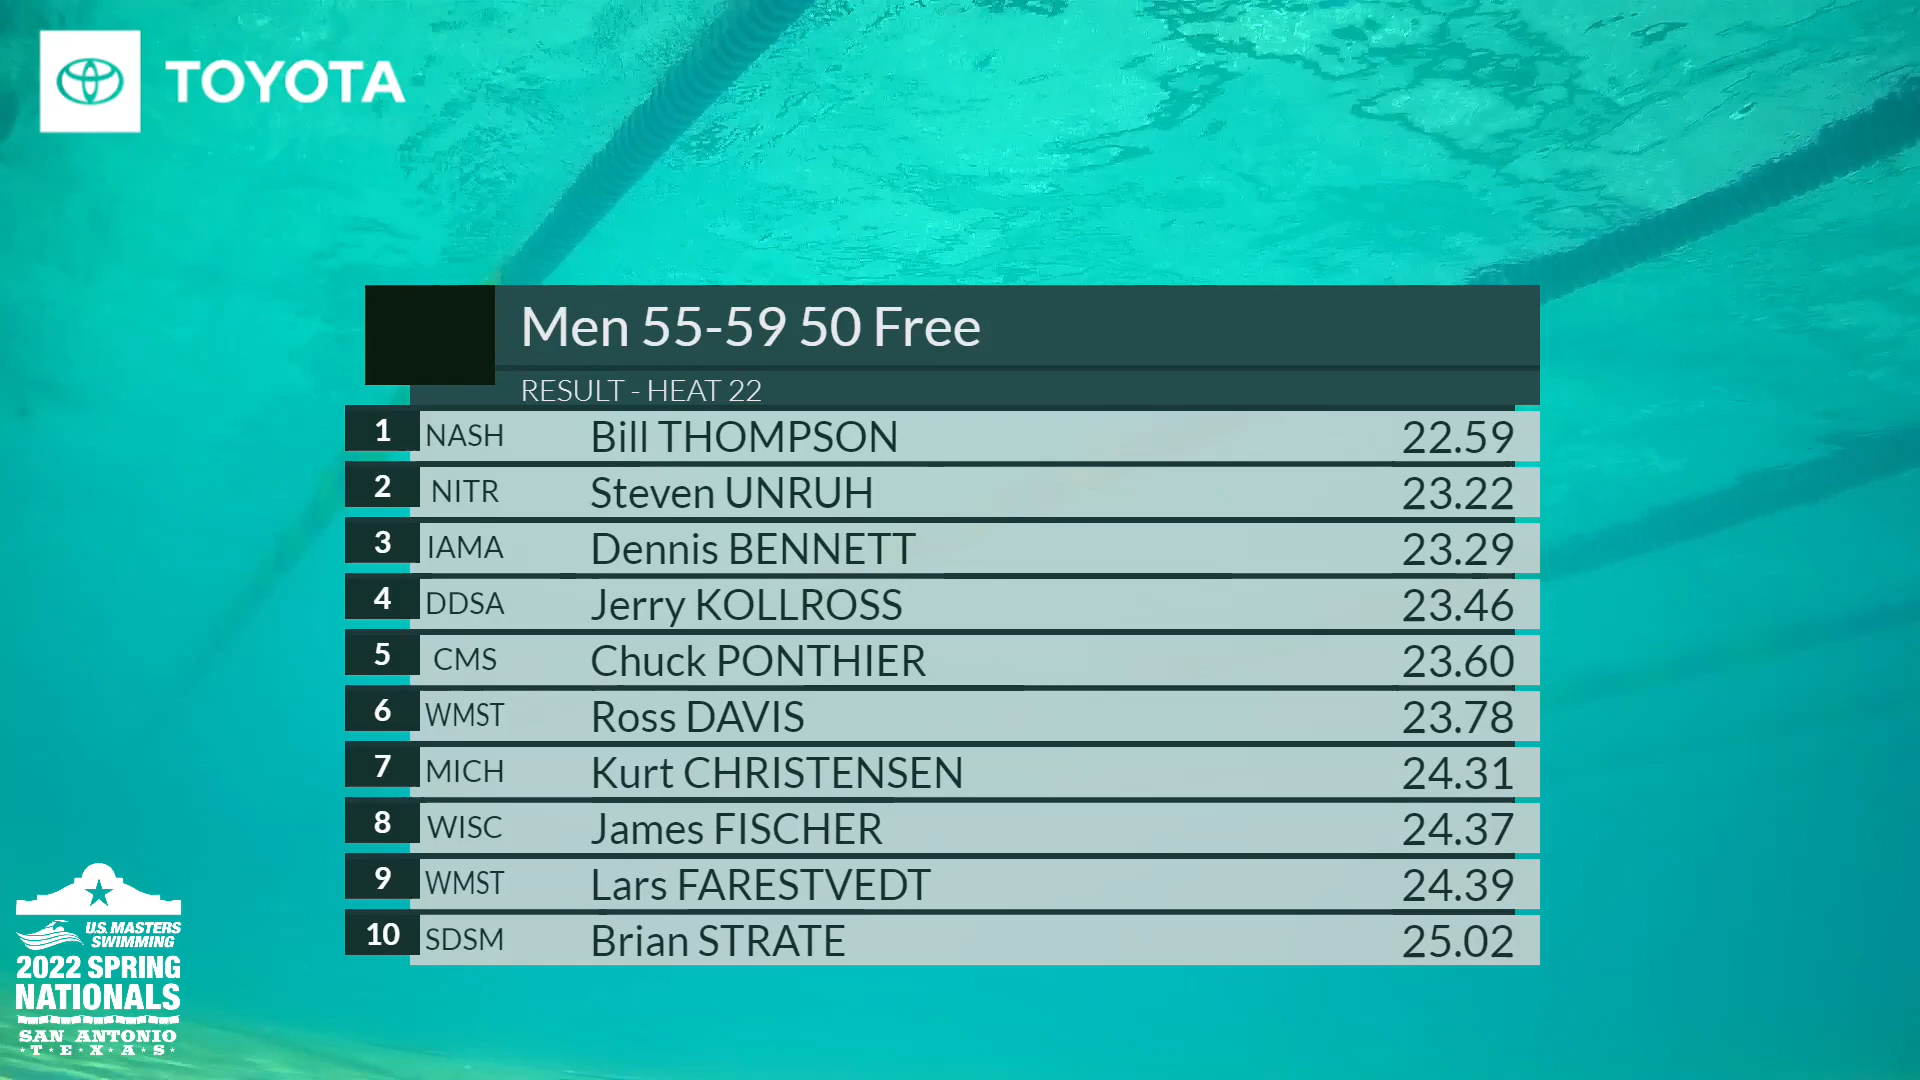 TOYOTA
Men 55-59 50 Free
RESULT - HEAT 22
1 NASH Bill THOMPSON 22.59
2 NITR Steven UNRUH 23.22
3 IAMA Dennis BENNETT 23.29
4 DDSA Jerry KOLLROSS 23.46
5 CMS Chuck PONTHIER 23.60
6 WMST Ross DAVIS 23.78
7 MICH Kurt CHRISTENSEN 24.31
8 WISC James FISCHER 24.37
9 WMST Lars FARESTVEDT 24.39
10 SDSM Brian STRATE 25.02
U.S. MASTERS
SWIMMING
2022 SPRING
NATIONALS
SAN ANTONIO
T·E·X·A·S